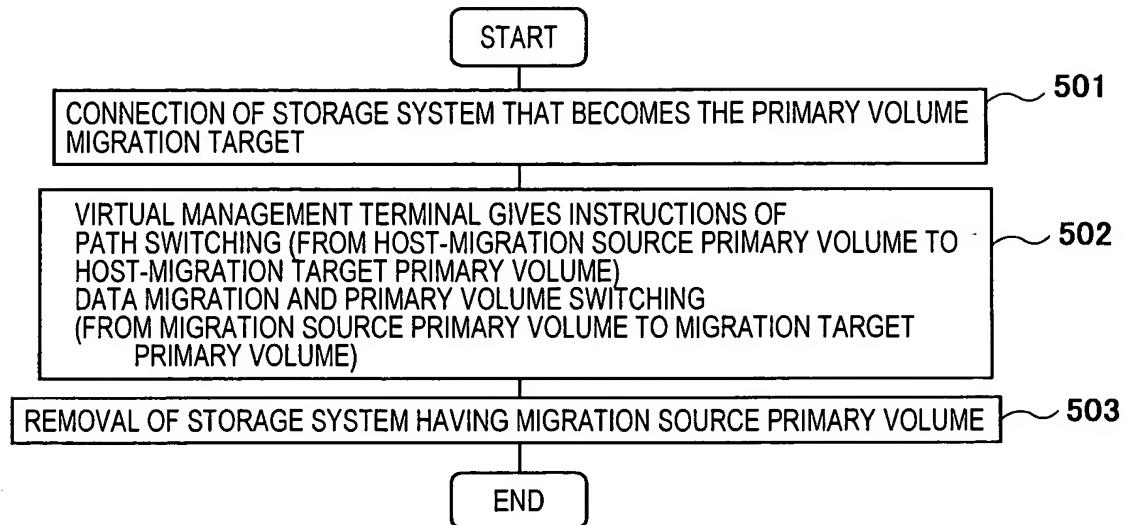 START
CONNECTION OF STORAGE SYSTEM THAT BECOMES THE PRIMARY VOLUME
MIGRATION TARGET
501
VIRTUAL MANAGEMENT TERMINAL GIVES INSTRUCTIONS OF
PATH SWITCHING (FROM HOST-MIGRATION SOURCE PRIMARY VOLUME TO
HOST-MIGRATION TARGET PRIMARY VOLUME)
DATA MIGRATION AND PRIMARY VOLUME SWITCHING
(FROM MIGRATION SOURCE PRIMARY VOLUME TO MIGRATION TARGET
PRIMARY VOLUME)
502
REMOVAL OF STORAGE SYSTEM HAVING MIGRATION SOURCE PRIMARY VOLUME
503
END